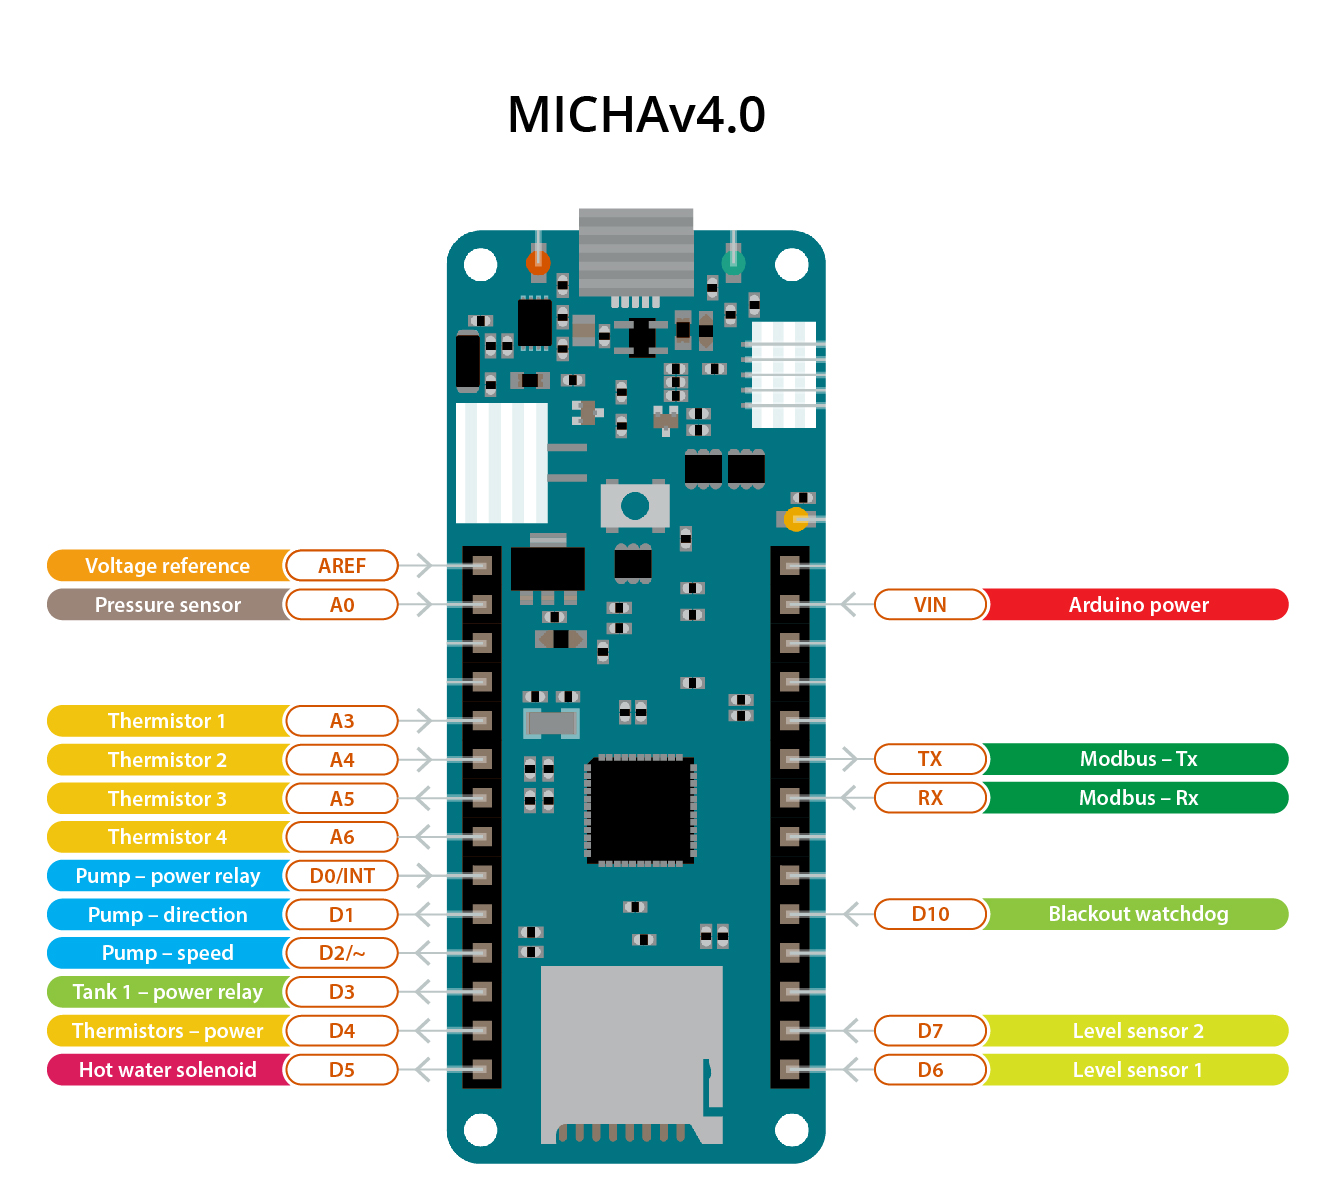 MICHAv4.0
Voltage reference AREF
Pressure sensor A0
VIN Arduino power
Thermistor 1 A3
Thermistor 2 A4
TX Modbus – Tx
Thermistor 3 A5
RX Modbus – Rx
Thermistor 4 A6
Pump – power relay D0/INT
Pump – direction D1
D10 Blackout watchdog
Pump – speed D2/~
Tank 1 – power relay D3
Thermistors – power D4
D7 Level sensor 2
Hot water solenoid D5
D6 Level sensor 1